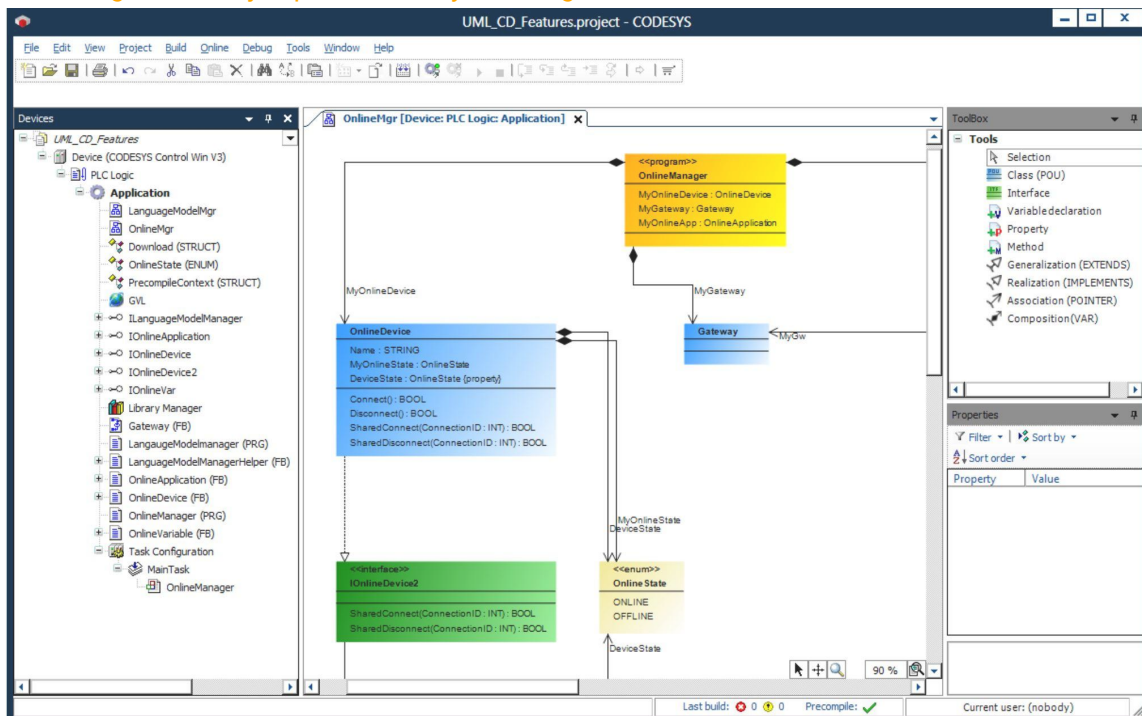 UML_CD_Features.project - CODESYS
File Edit View Project Build Online Debug Tools Window Help
Devices
UML_CD_Features
Device (CODESYS Control Win V3)
PLC Logic
Application
LanguageModelMgr
OnlineMgr
Download (STRUCT)
OnlineState (ENUM)
PrecompileContext (STRUCT)
GVL
ILanguageModelManager
IOnlineApplication
IOnlineDevice
IOnlineDevice2
IOnlineVar
Library Manager
Gateway (FB)
LangaugeModelmanager (PRG)
LanguageModelManagerHelper (FB)
OnlineApplication (FB)
OnlineDevice (FB)
OnlineManager (PRG)
OnlineVariable (FB)
Task Configuration
MainTask
OnlineManager
OnlineMgr [Device: PLC Logic: Application]
<<program>>
OnlineManager
MyOnlineDevice : OnlineDevice
MyGateway : Gateway
MyOnlineApp : OnlineApplication
MyOnlineDevice
MyGateway
OnlineDevice
Name : STRING
MyOnlineState : OnlineState
DeviceState : OnlineState {property}
Connect() : BOOL
Disconnect() : BOOL
SharedConnect(ConnectionID : INT) : BOOL
SharedDisconnect(ConnectionID : INT) : BOOL
Gateway
MyGw
MyOnlineState
DeviceState
<<interface>>
IOnlineDevice2
SharedConnect(ConnectionID : INT) : BOOL
SharedDisconnect(ConnectionID : INT) : BOOL
<<enum>>
OnlineState
ONLINE
OFFLINE
DeviceState
90 %
ToolBox
Tools
Selection
Class (POU)
Interface
Variable declaration
Property
Method
Generalization (EXTENDS)
Realization (IMPLEMENTS)
Association (POINTER)
Composition (VAR)
Properties
Filter Sort by
Sort order
Property Value
Last build: 0 0 Precompile: Current user: (nobody)